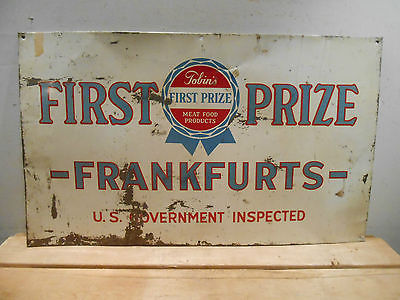 Tobin's
FIRST PRIZE
MEAT FOOD
PRODUCTS
FIRST PRIZE
-FRANKFURTS-
U.S. GOVERNMENT INSPECTED